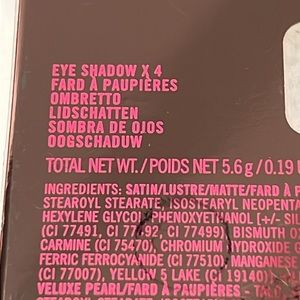 EYE SHADOW X 4
FARD À PAUPIÈRES
OMBRETTO
LIDSCHATTEN
SOMBRA DE OJOS
OOGSCHADUW
TOTAL NET WT./POIDS NET 5.6 g/0.19 U
INGREDIENTS: SATIN/LUSTRE/MATTE/FARD À P
STEAROYL STEARATE, ISOSTEARYL NEOPENTA
HEXYLENE GLYCOL, PHENOXYETHANOL [+/- SI
(CI 77491, CI 77492, CI 77499), BISMUTH O
CARMINE (CI 75470), CHROMIUM HYDROXIDE G
FERRIC FERROCYANIDE (CI 77510), MANGANESE
(CI 77007), YELLOW 5 LAKE (CI 19140)
VELUXE PEARL/FARD À PAUPIÈRES - TALC